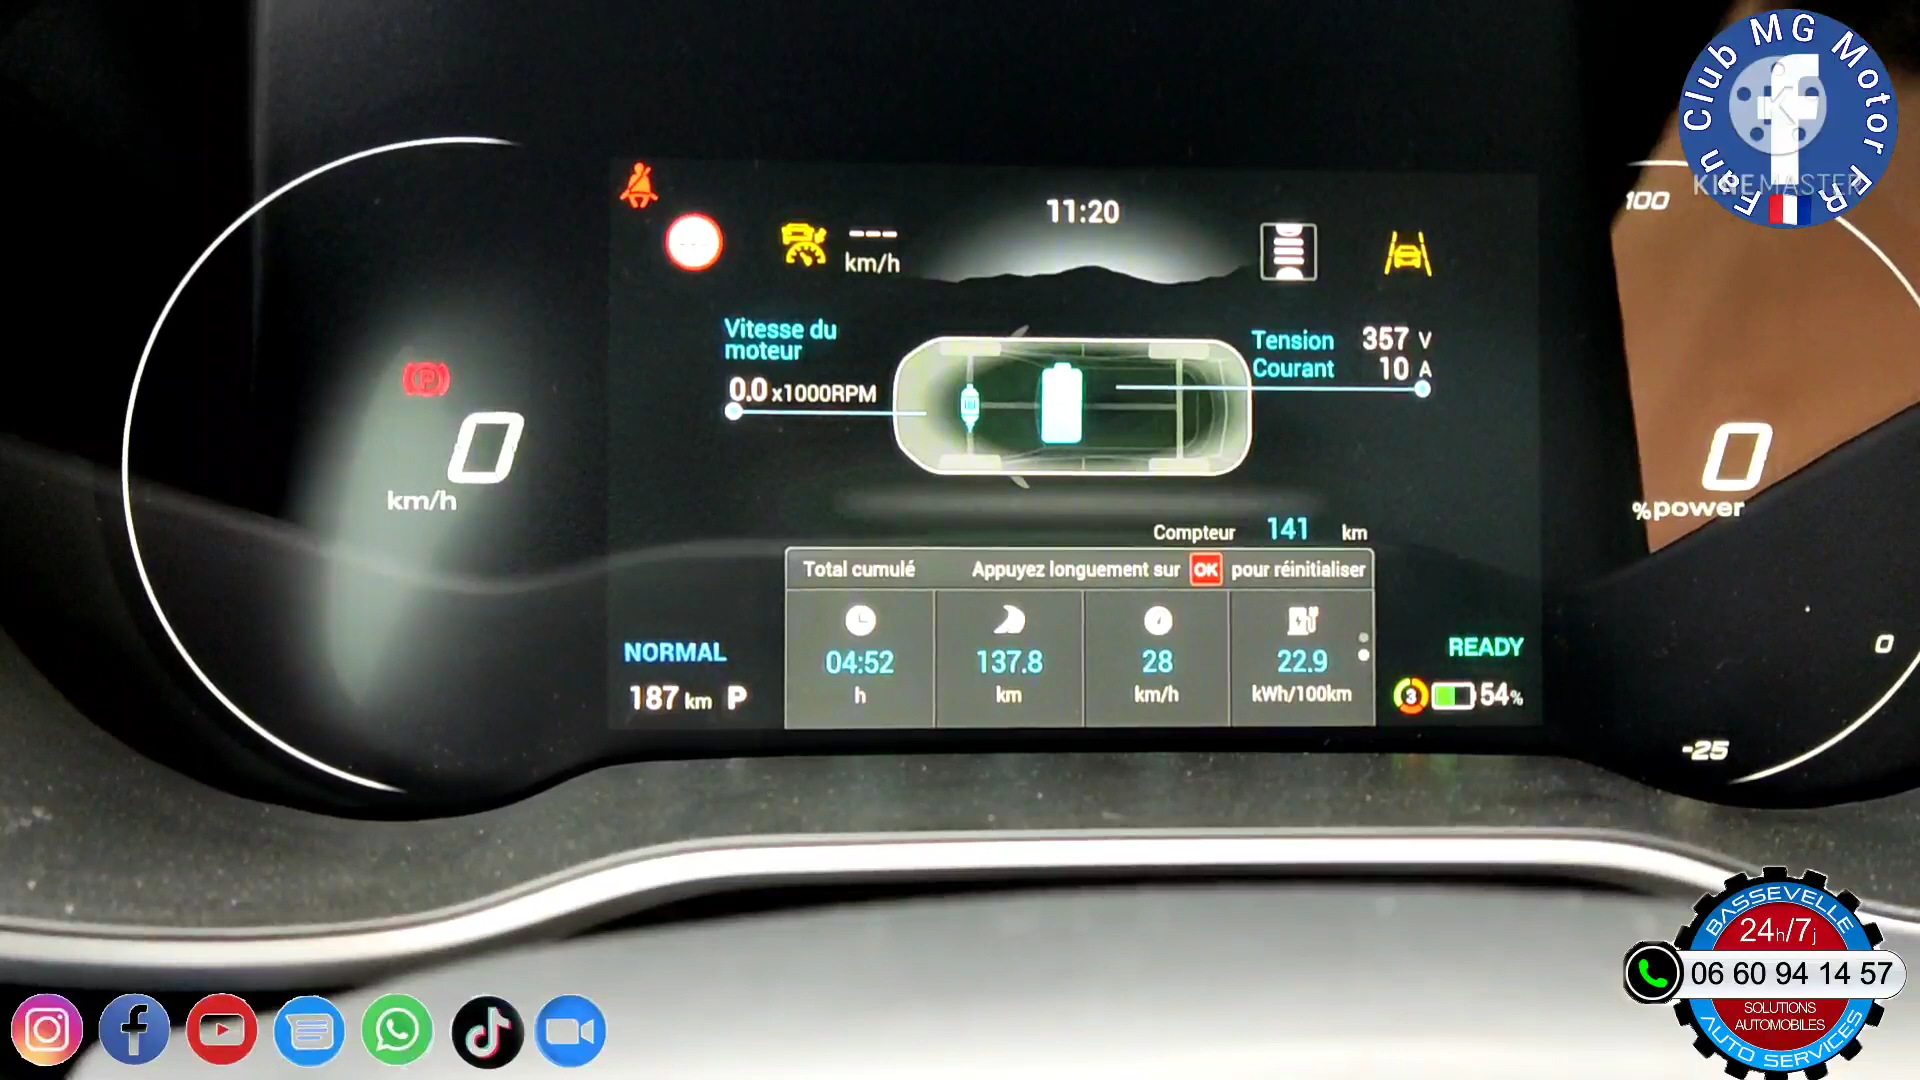 Fan Club MG Motor FR
KINEMASTER
100
11:20
---
km/h
Vitesse du
moteur
0.0 x1000RPM
Tension 357 V
Courant 10 A
P
0
km/h
0
%power
Compteur 141 km
Total cumulé Appuyez longuement sur OK pour réinitialiser
04:52
h
137.8
km
28
km/h
22.9
kWh/100km
NORMAL
187 km P
READY
3 54%
0
-25
BASSEVELLE
24h/7j
06 60 94 14 57
SOLUTIONS
AUTOMOBILES
AUTO SERVICES